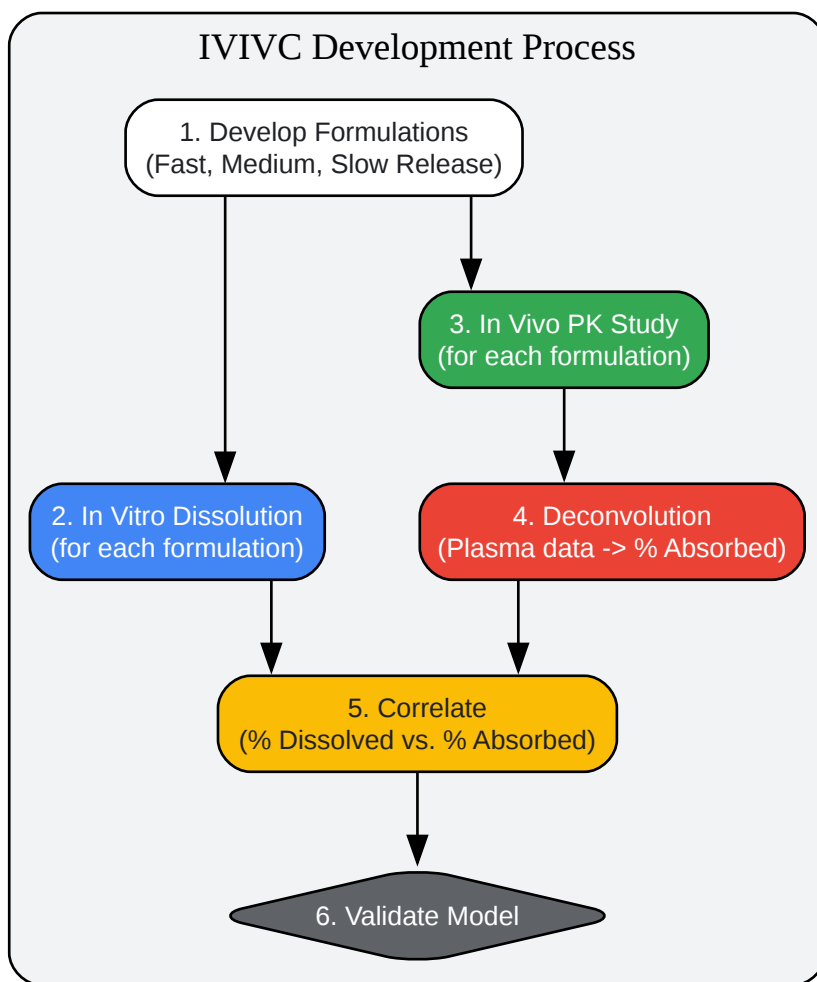 IVIVC Development Process
1. Develop Formulations
(Fast, Medium, Slow Release)
3. In Vivo PK Study
(for each formulation)
2. In Vitro Dissolution
(for each formulation)
4. Deconvolution
(Plasma data -> % Absorbed)
5. Correlate
(% Dissolved vs. % Absorbed)
6. Validate Model